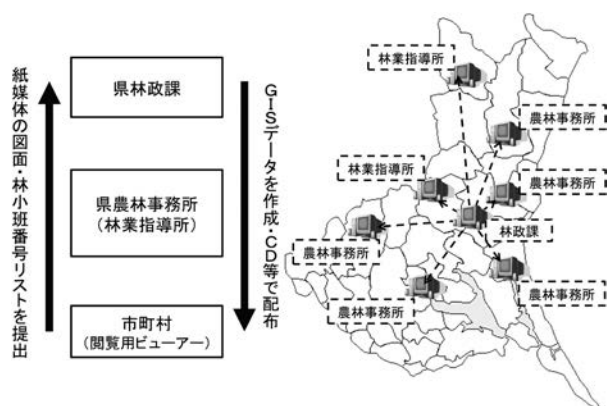 紙媒体の図面・林小班番号リストを提出
県林政課
県農林事務所
（林業指導所）
市町村
（閲覧用ビューアー）
GISデータを作成・CD等で配布
林業指導所
農林事務所
林業指導所
農林事務所
林政課
農林事務所
農林事務所
農林事務所